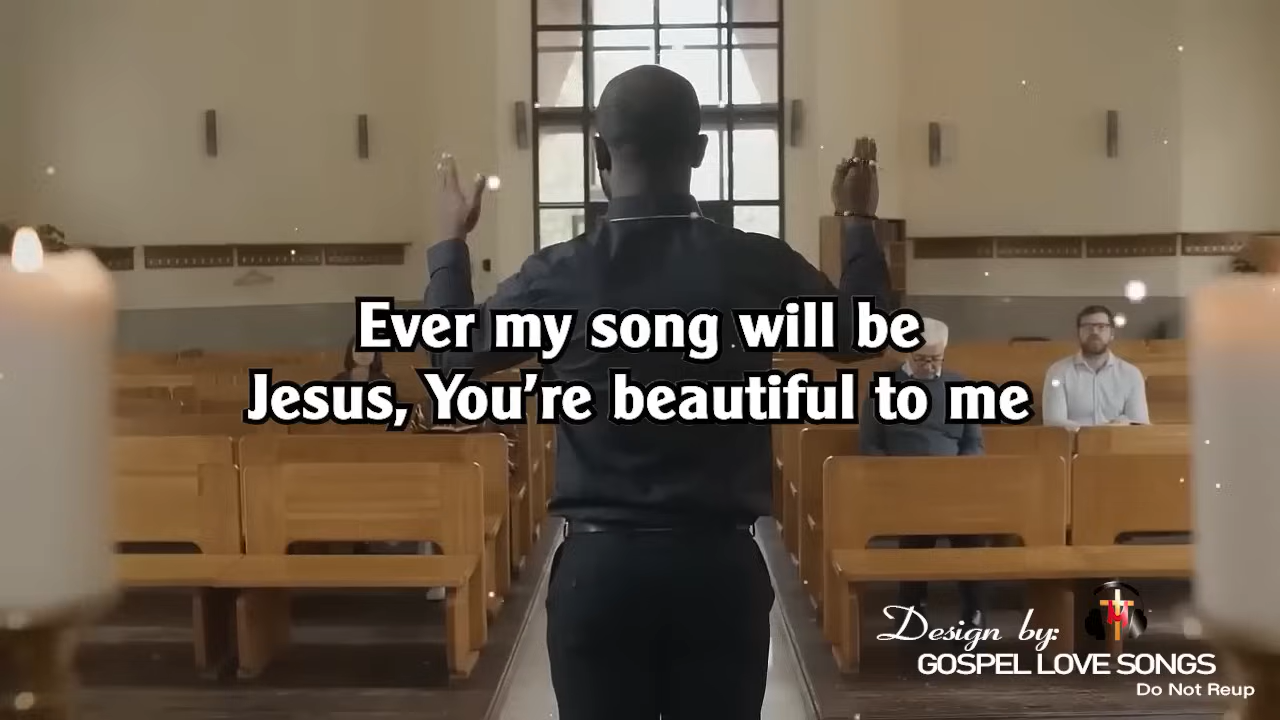 Ever my song will be
Jesus, You're beautiful to me
Design by:
GOSPEL LOVE SONGS
Do Not Reup